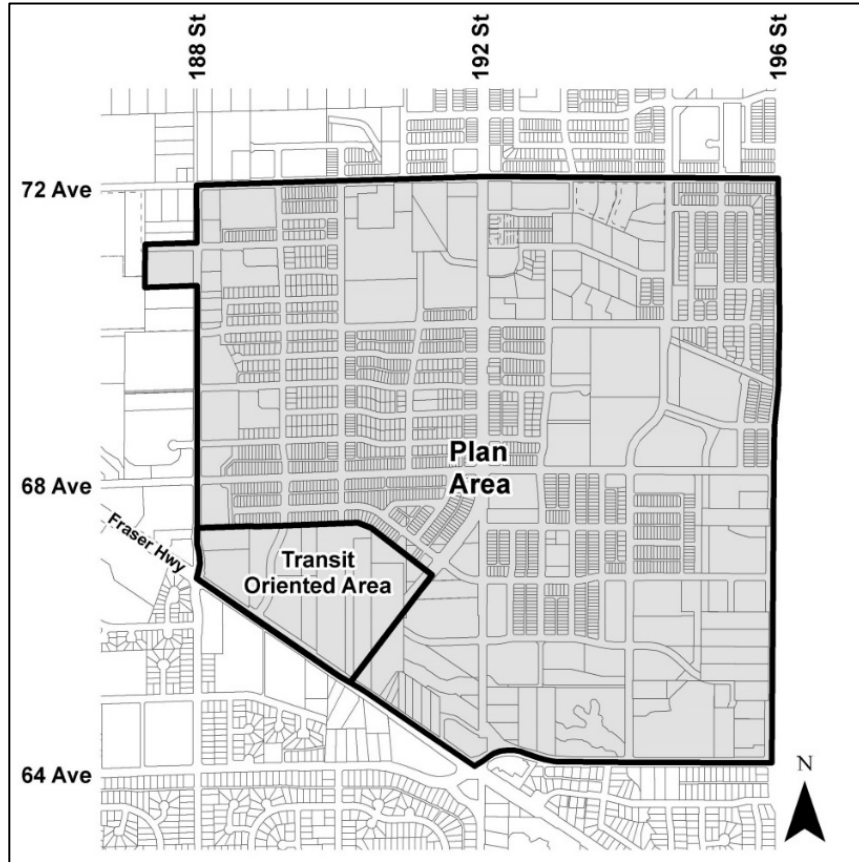 188 St
192 St
196 St
72 Ave
Plan
Area
68 Ave
Fraser Hwy
Transit
Oriented Area
64 Ave
N